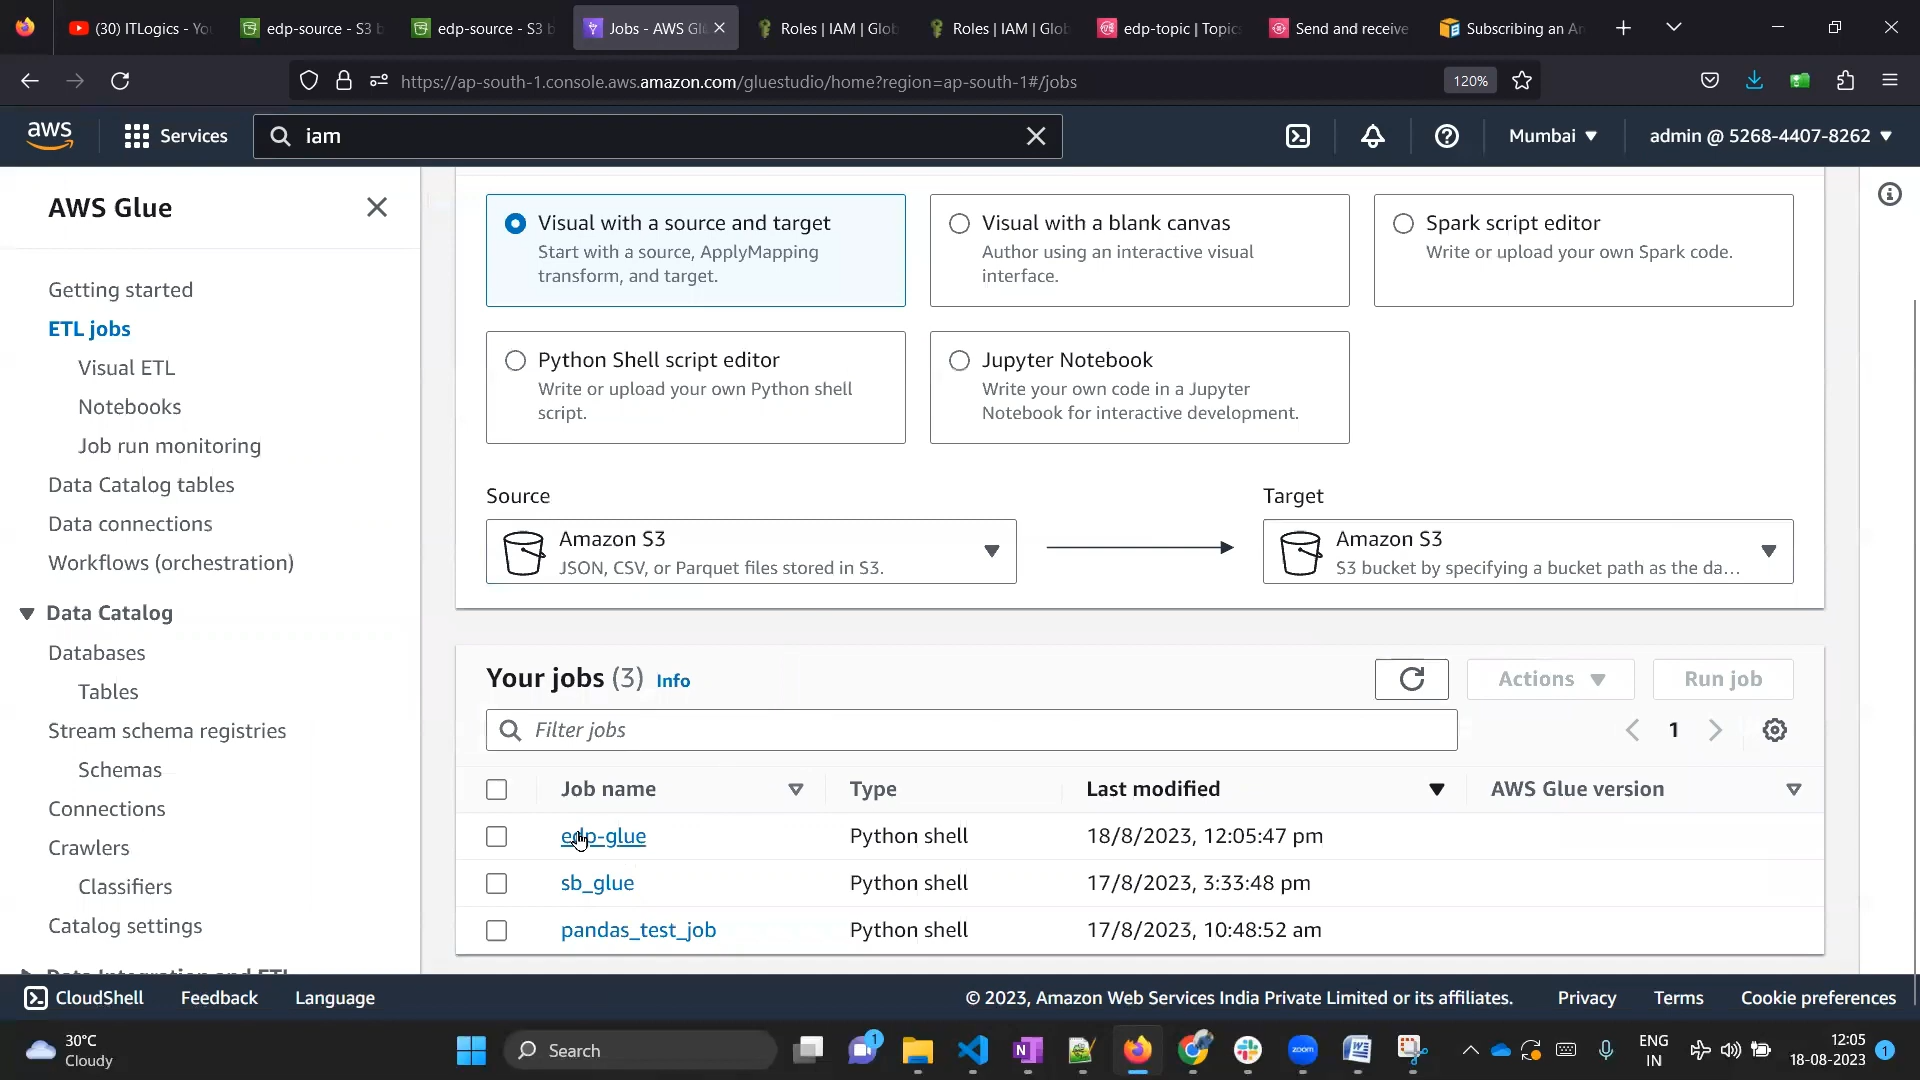 (30) ITLogics - Yo
edp-source - S3 b
edp-source - S3 b
Jobs - AWS Gl
Roles | IAM | Glob
Roles | IAM | Glob
edp-topic | Topics
Send and receive
Subscribing an Am
https://ap-south-1.console.aws.amazon.com/gluestudio/home?region=ap-south-1#/jobs
120%
aws
Services
iam
Mumbai
admin @ 5268-4407-8262
AWS Glue
Getting started
ETL jobs
Visual ETL
Notebooks
Job run monitoring
Data Catalog tables
Data connections
Workflows (orchestration)
Data Catalog
Databases
Tables
Stream schema registries
Schemas
Connections
Crawlers
Classifiers
Catalog settings
Data Integration and ETL
Visual with a source and target
Start with a source, ApplyMapping
transform, and target.
Visual with a blank canvas
Author using an interactive visual
interface.
Spark script editor
Write or upload your own Spark code.
Python Shell script editor
Write or upload your own Python shell
script.
Jupyter Notebook
Write your own code in a Jupyter
Notebook for interactive development.
Source
Amazon S3
JSON, CSV, or Parquet files stored in S3.
Target
Amazon S3
S3 bucket by specifying a bucket path as the da...
Your jobs (3) Info
Actions
Run job
Filter jobs
1
Job name Type Last modified AWS Glue version
edp-glue Python shell 18/8/2023, 12:05:47 pm
sb_glue Python shell 17/8/2023, 3:33:48 pm
pandas_test_job Python shell 17/8/2023, 10:48:52 am
CloudShell Feedback Language © 2023, Amazon Web Services India Private Limited or its affiliates. Privacy Terms Cookie preferences
30°C
Cloudy
Search
1
zoom
ENG
IN
12:05
18-08-2023
1